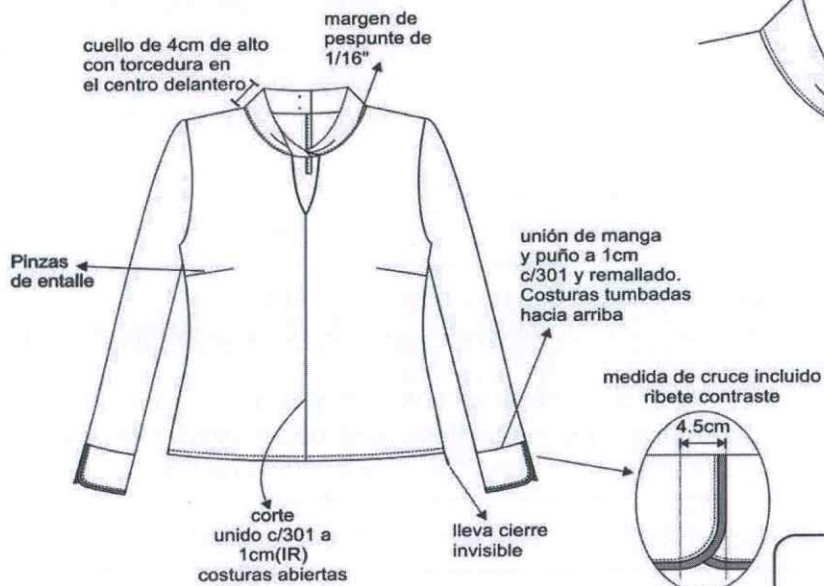 cuello de 4cm de alto
con torcedura en
el centro delantero
margen de
pespunte de
1/16"
Pinzas
de entalle
unión de manga
y puño a 1cm
c/301 y remallado.
Costuras tumbadas
hacia arriba
medida de cruce incluido
ribete contraste
4.5cm
corte
unido c/301 a
1cm(IR)
costuras abiertas
lleva cierre
invisible